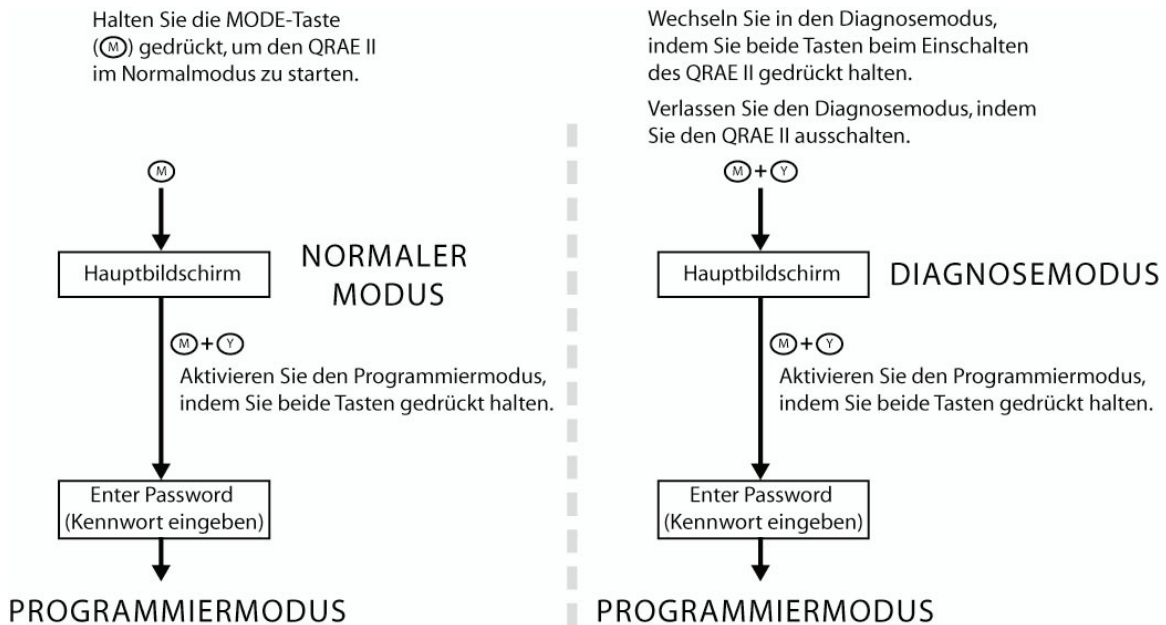 Halten Sie die MODE-Taste
(M) gedrückt, um den QRAE II
im Normalmodus zu starten.
M
Hauptbildschirm
NORMALER
MODUS
M + Y
Aktivieren Sie den Programmiermodus,
indem Sie beide Tasten gedrückt halten.
Enter Password
(Kennwort eingeben)
PROGRAMMIERMODUS
Wechseln Sie in den Diagnosemodus,
indem Sie beide Tasten beim Einschalten
des QRAE II gedrückt halten.
Verlassen Sie den Diagnosemodus, indem
Sie den QRAE II ausschalten.
M + Y
Hauptbildschirm
DIAGNOSEMODUS
M + Y
Aktivieren Sie den Programmiermodus,
indem Sie beide Tasten gedrückt halten.
Enter Password
(Kennwort eingeben)
PROGRAMMIERMODUS